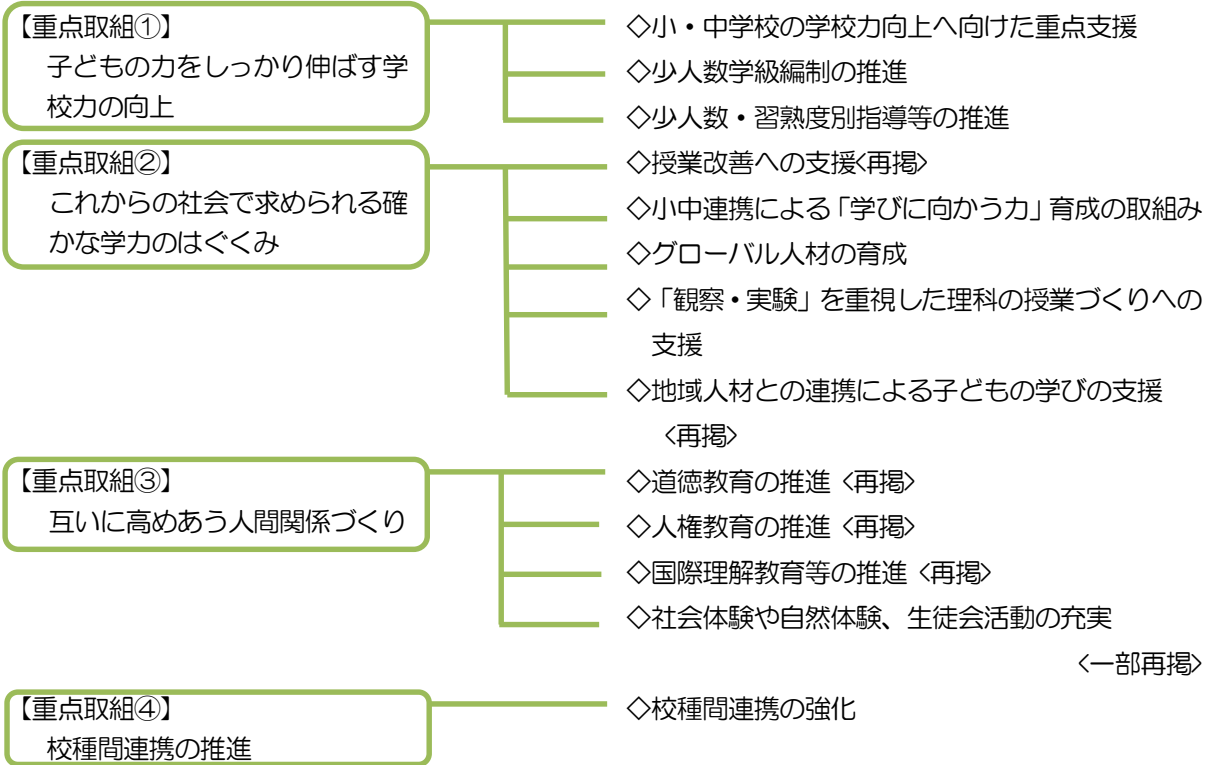 【重点取組①】
子どもの力をしっかり伸ばす学
校力の向上
◇小・中学校の学校力向上へ向けた重点支援
◇少人数学級編制の推進
◇少人数・習熟度別指導等の推進
【重点取組②】
これからの社会で求められる確
かな学力のはぐくみ
◇授業改善への支援<再掲>
◇小中連携による「学びに向かう力」育成の取組み
◇グローバル人材の育成
◇「観察・実験」を重視した理科の授業づくりへの
支援
◇地域人材との連携による子どもの学びの支援
<再掲>
【重点取組③】
互いに高めあう人間関係づくり
◇道徳教育の推進 <再掲>
◇人権教育の推進 <再掲>
◇国際理解教育等の推進 <再掲>
◇社会体験や自然体験、生徒会活動の充実
<一部再掲>
【重点取組④】
校種間連携の推進
◇校種間連携の強化